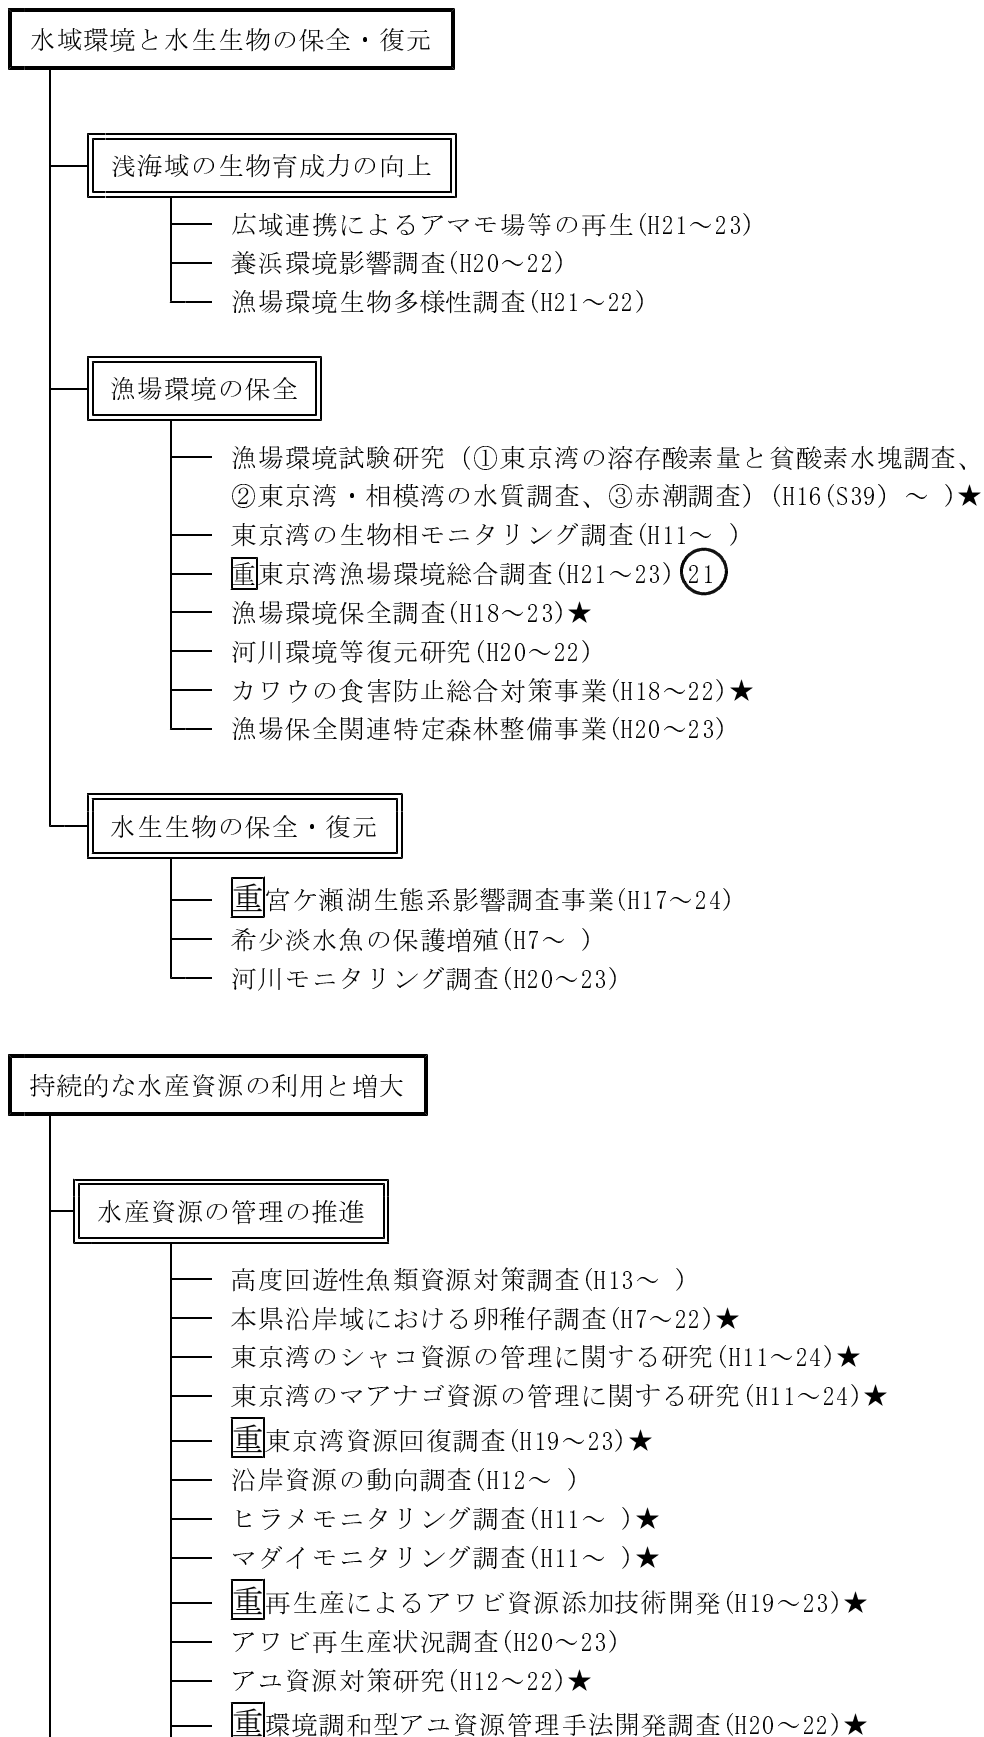 水域環境と水生生物の保全・復元
浅海域の生物育成力の向上
広域連携によるアマモ場等の再生(H21～23)
養浜環境影響調査(H20～22)
漁場環境生物多様性調査(H21～22)
漁場環境の保全
漁場環境試験研究（①東京湾の溶存酸素量と貧酸素水塊調査、
②東京湾・相模湾の水質調査、③赤潮調査）(H16(S39) ～ )★
東京湾の生物相モニタリング調査(H11～ )
重東京湾漁場環境総合調査(H21～23) 21
漁場環境保全調査(H18～23)★
河川環境等復元研究(H20～22)
カワウの食害防止総合対策事業(H18～22)★
漁場保全関連特定森林整備事業(H20～23)
水生生物の保全・復元
重宮ケ瀬湖生態系影響調査事業(H17～24)
希少淡水魚の保護増殖(H7～ )
河川モニタリング調査(H20～23)
持続的な水産資源の利用と増大
水産資源の管理の推進
高度回遊性魚類資源対策調査(H13～ )
本県沿岸域における卵稚仔調査(H7～22)★
東京湾のシャコ資源の管理に関する研究(H11～24)★
東京湾のマアナゴ資源の管理に関する研究(H11～24)★
重東京湾資源回復調査(H19～23)★
沿岸資源の動向調査(H12～ )
ヒラメモニタリング調査(H11～ )★
マダイモニタリング調査(H11～ )★
重再生産によるアワビ資源添加技術開発(H19～23)★
アワビ再生産状況調査(H20～23)
アユ資源対策研究(H12～22)★
重環境調和型アユ資源管理手法開発調査(H20～22)★